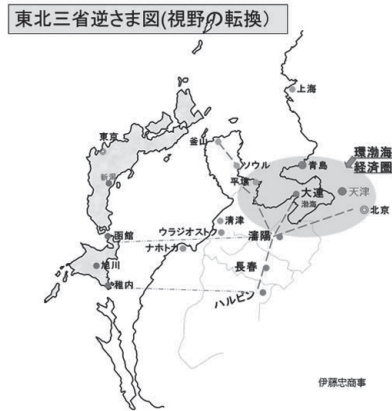 東北三省逆さま図(視野の転換)
上海
東京
釜山
新潟
ソウル
青島
環渤海
経済圏
平壌
大連
渤海
天津
北京
清津
函館
ウラジオストク
瀋陽
ナホトカ
旭川
長春
稚内
ハルビン
伊藤忠商事